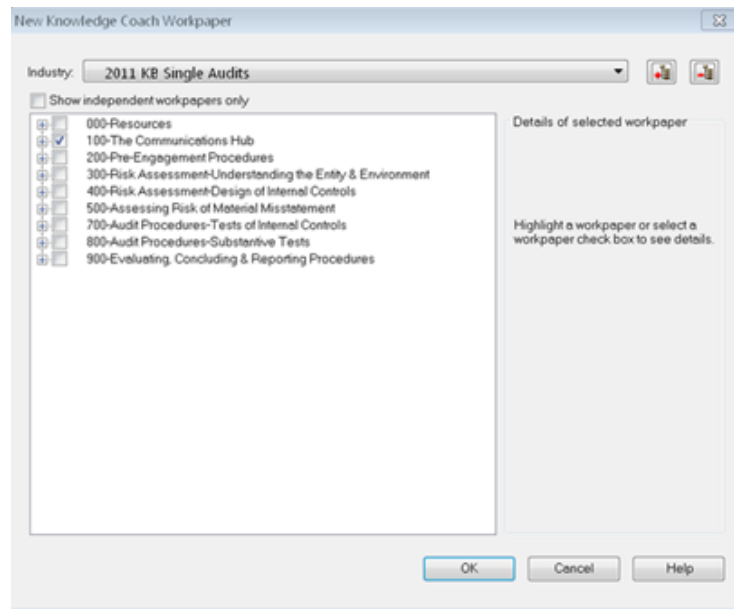 New Knowledge Coach Workpaper
Industry: 2011 KB Single Audits
Show independent workpapers only
000-Resources
100-The Communications Hub
200-Pre-Engagement Procedures
300-Risk Assessment-Understanding the Entity & Environment
400-Risk Assessment-Design of Internal Controls
500-Assessing Risk of Material Misstatement
700-Audit Procedures-Tests of Internal Controls
800-Audit Procedures-Substantive Tests
900-Evaluating, Concluding & Reporting Procedures
Details of selected workpaper
Highlight a workpaper or select a
workpaper check box to see details.
OK Cancel Help